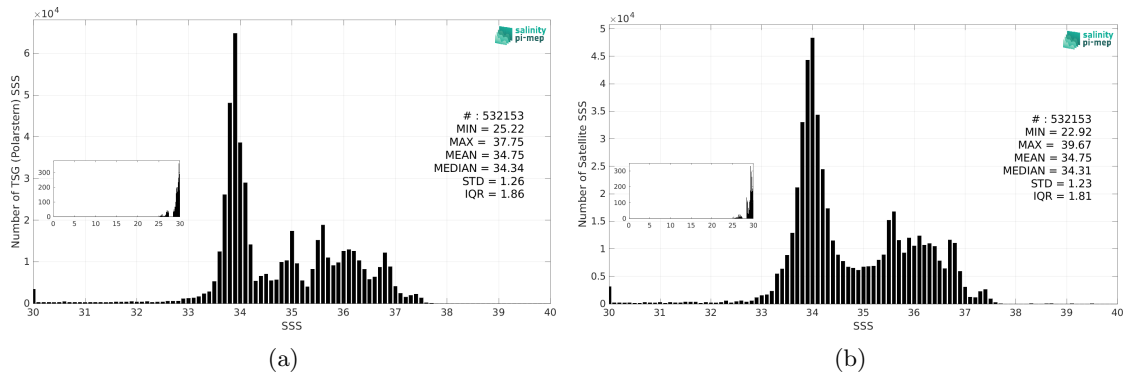 ×10⁴
salinity
pi-mep
Number of TSG (Polarstern) SSS
# : 532153
MIN = 25.22
MAX = 37.75
MEAN = 34.75
MEDIAN = 34.34
STD = 1.26
IQR = 1.86
6
5
4
3
2
1
0
300
200
100
0
0 5 10 15 20 25 30
30 31 32 33 34 35 36 37 38 39 40
SSS
(a)
×10⁴
salinity
pi-mep
Number of Satellite SSS
# : 532153
MIN = 22.92
MAX = 39.67
MEAN = 34.75
MEDIAN = 34.31
STD = 1.23
IQR = 1.81
5
4.5
4
3.5
3
2.5
2
1.5
1
0.5
0
300
200
100
0
0 5 10 15 20 25 30
30 31 32 33 34 35 36 37 38 39 40
SSS
(b)